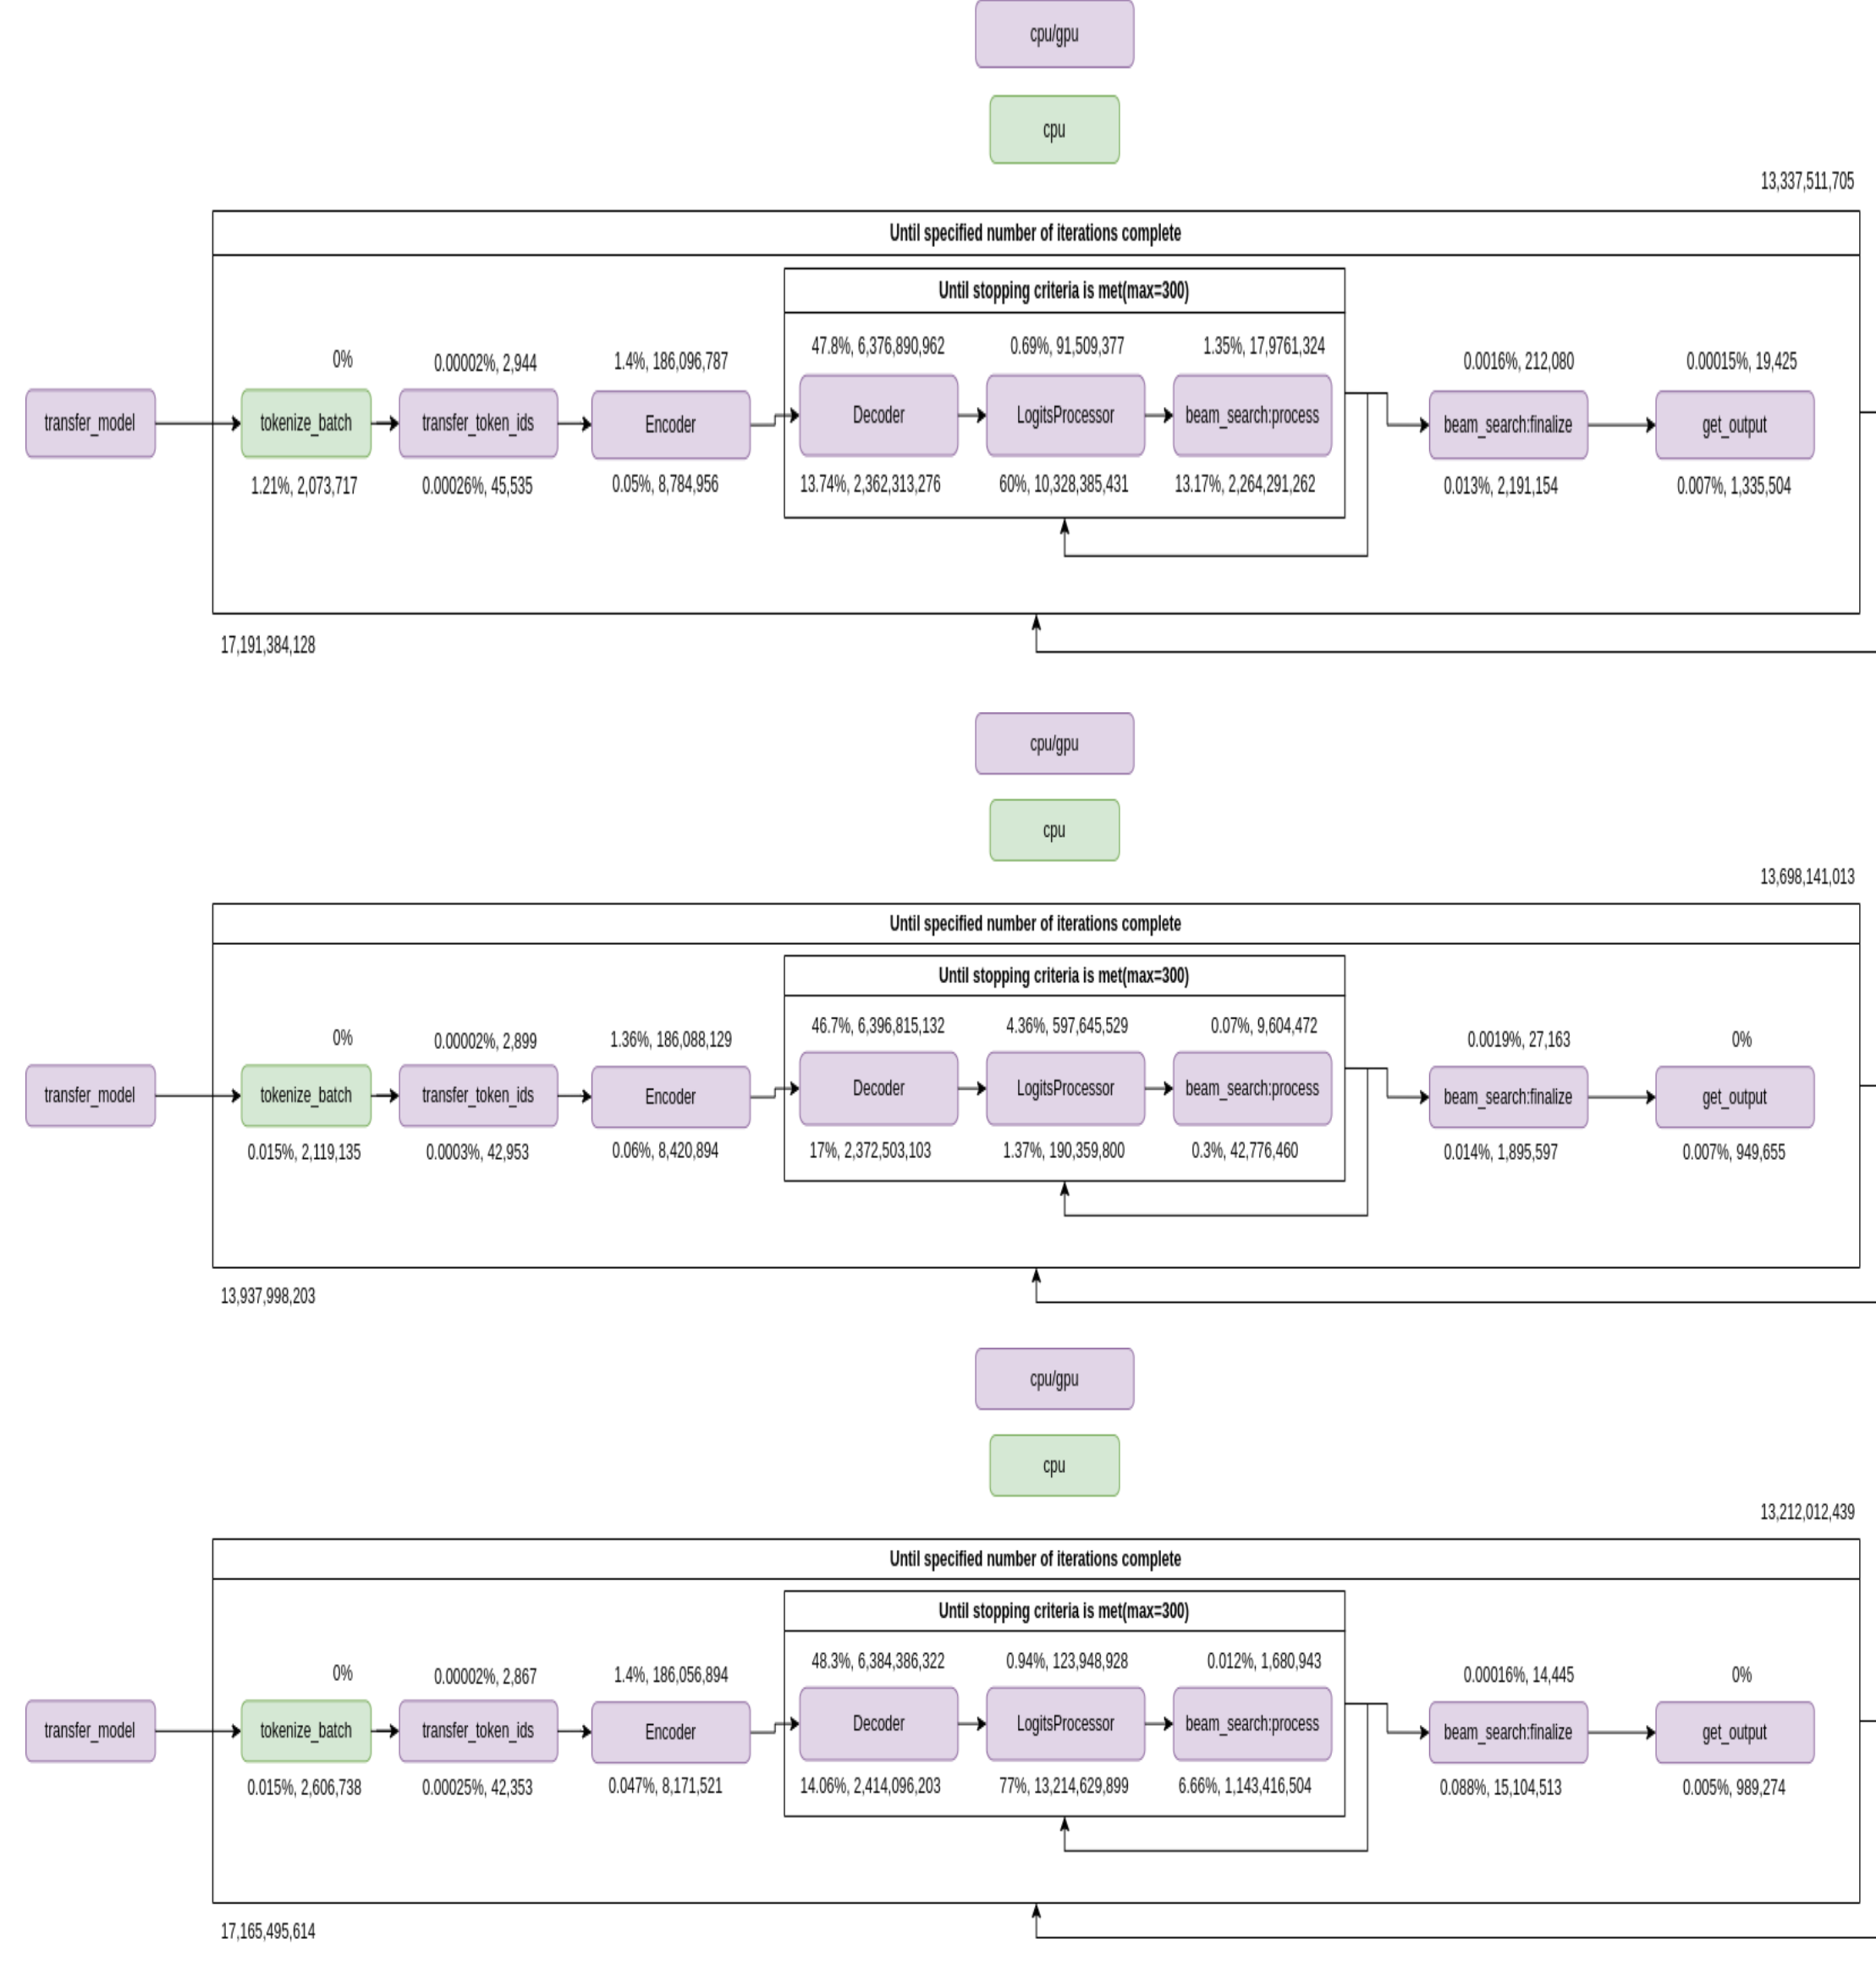 cpu/gpu
cpu
13,337,511,705
Until specified number of iterations complete
Until stopping criteria is met(max=300)
0%
0.00002%, 2,944
1.4%, 186,096,787
47.8%, 6,376,890,962
0.69%, 91,509,377
1.35%, 17,9761,324
0.0016%, 212,080
0.00015%, 19,425
transfer_model
tokenize_batch
transfer_token_ids
Encoder
Decoder
LogitsProcessor
beam_search:process
beam_search:finalize
get_output
1.21%, 2,073,717
0.00026%, 45,535
0.05%, 8,784,956
13.74%, 2,362,313,276
60%, 10,328,385,431
13.17%, 2,264,291,262
0.013%, 2,191,154
0.007%, 1,335,504
17,191,384,128
cpu/gpu
cpu
13,698,141,013
Until specified number of iterations complete
Until stopping criteria is met(max=300)
0%
0.00002%, 2,899
1.36%, 186,088,129
46.7%, 6,396,815,132
4.36%, 597,645,529
0.07%, 9,604,472
0.0019%, 27,163
0%
transfer_model
tokenize_batch
transfer_token_ids
Encoder
Decoder
LogitsProcessor
beam_search:process
beam_search:finalize
get_output
0.015%, 2,119,135
0.0003%, 42,953
0.06%, 8,420,894
17%, 2,372,503,103
1.37%, 190,359,800
0.3%, 42,776,460
0.014%, 1,895,597
0.007%, 949,655
13,937,998,203
cpu/gpu
cpu
13,212,012,439
Until specified number of iterations complete
Until stopping criteria is met(max=300)
0%
0.00002%, 2,867
1.4%, 186,056,894
48.3%, 6,384,386,322
0.94%, 123,948,928
0.012%, 1,680,943
0.00016%, 14,445
0%
transfer_model
tokenize_batch
transfer_token_ids
Encoder
Decoder
LogitsProcessor
beam_search:process
beam_search:finalize
get_output
0.015%, 2,606,738
0.00025%, 42,353
0.047%, 8,171,521
14.06%, 2,414,096,203
77%, 13,214,629,899
6.66%, 1,143,416,504
0.088%, 15,104,513
0.005%, 989,274
17,165,495,614